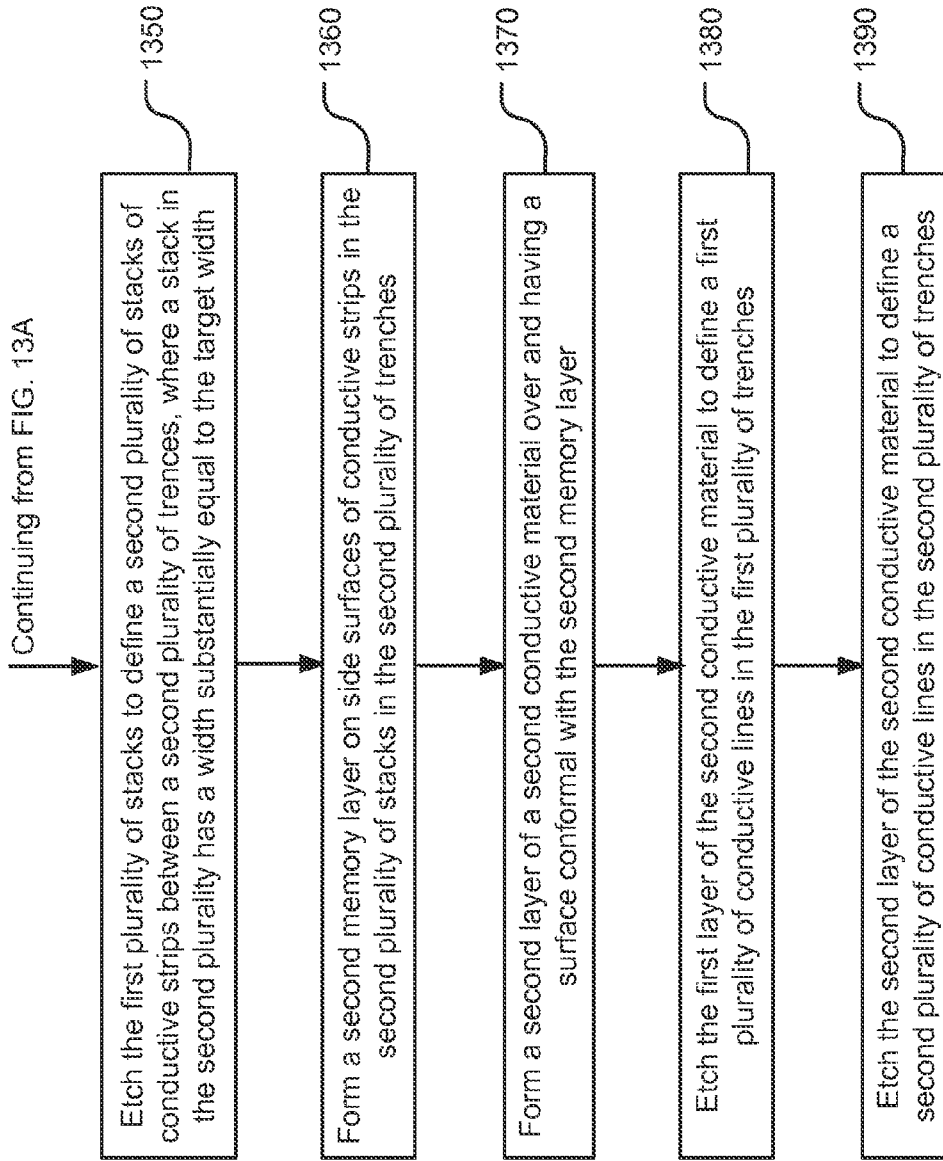 Continuing from FIG. 13A
Etch the first plurality of stacks to define a second plurality of stacks of
conductive strips between a second plurality of trences, where a stack in
the second plurality has a width substantially equal to the target width
1350
Form a second memory layer on side surfaces of conductive strips in the
second plurality of stacks in the second plurality of trenches
1360
Form a second layer of a second conductive material over and having a
surface conformal with the second memory layer
1370
Etch the first layer of the second conductive material to define a first
plurality of conductive lines in the first plurality of trenches
1380
Etch the second layer of the second conductive material to define a
second plurality of conductive lines in the second plurality of trenches
1390